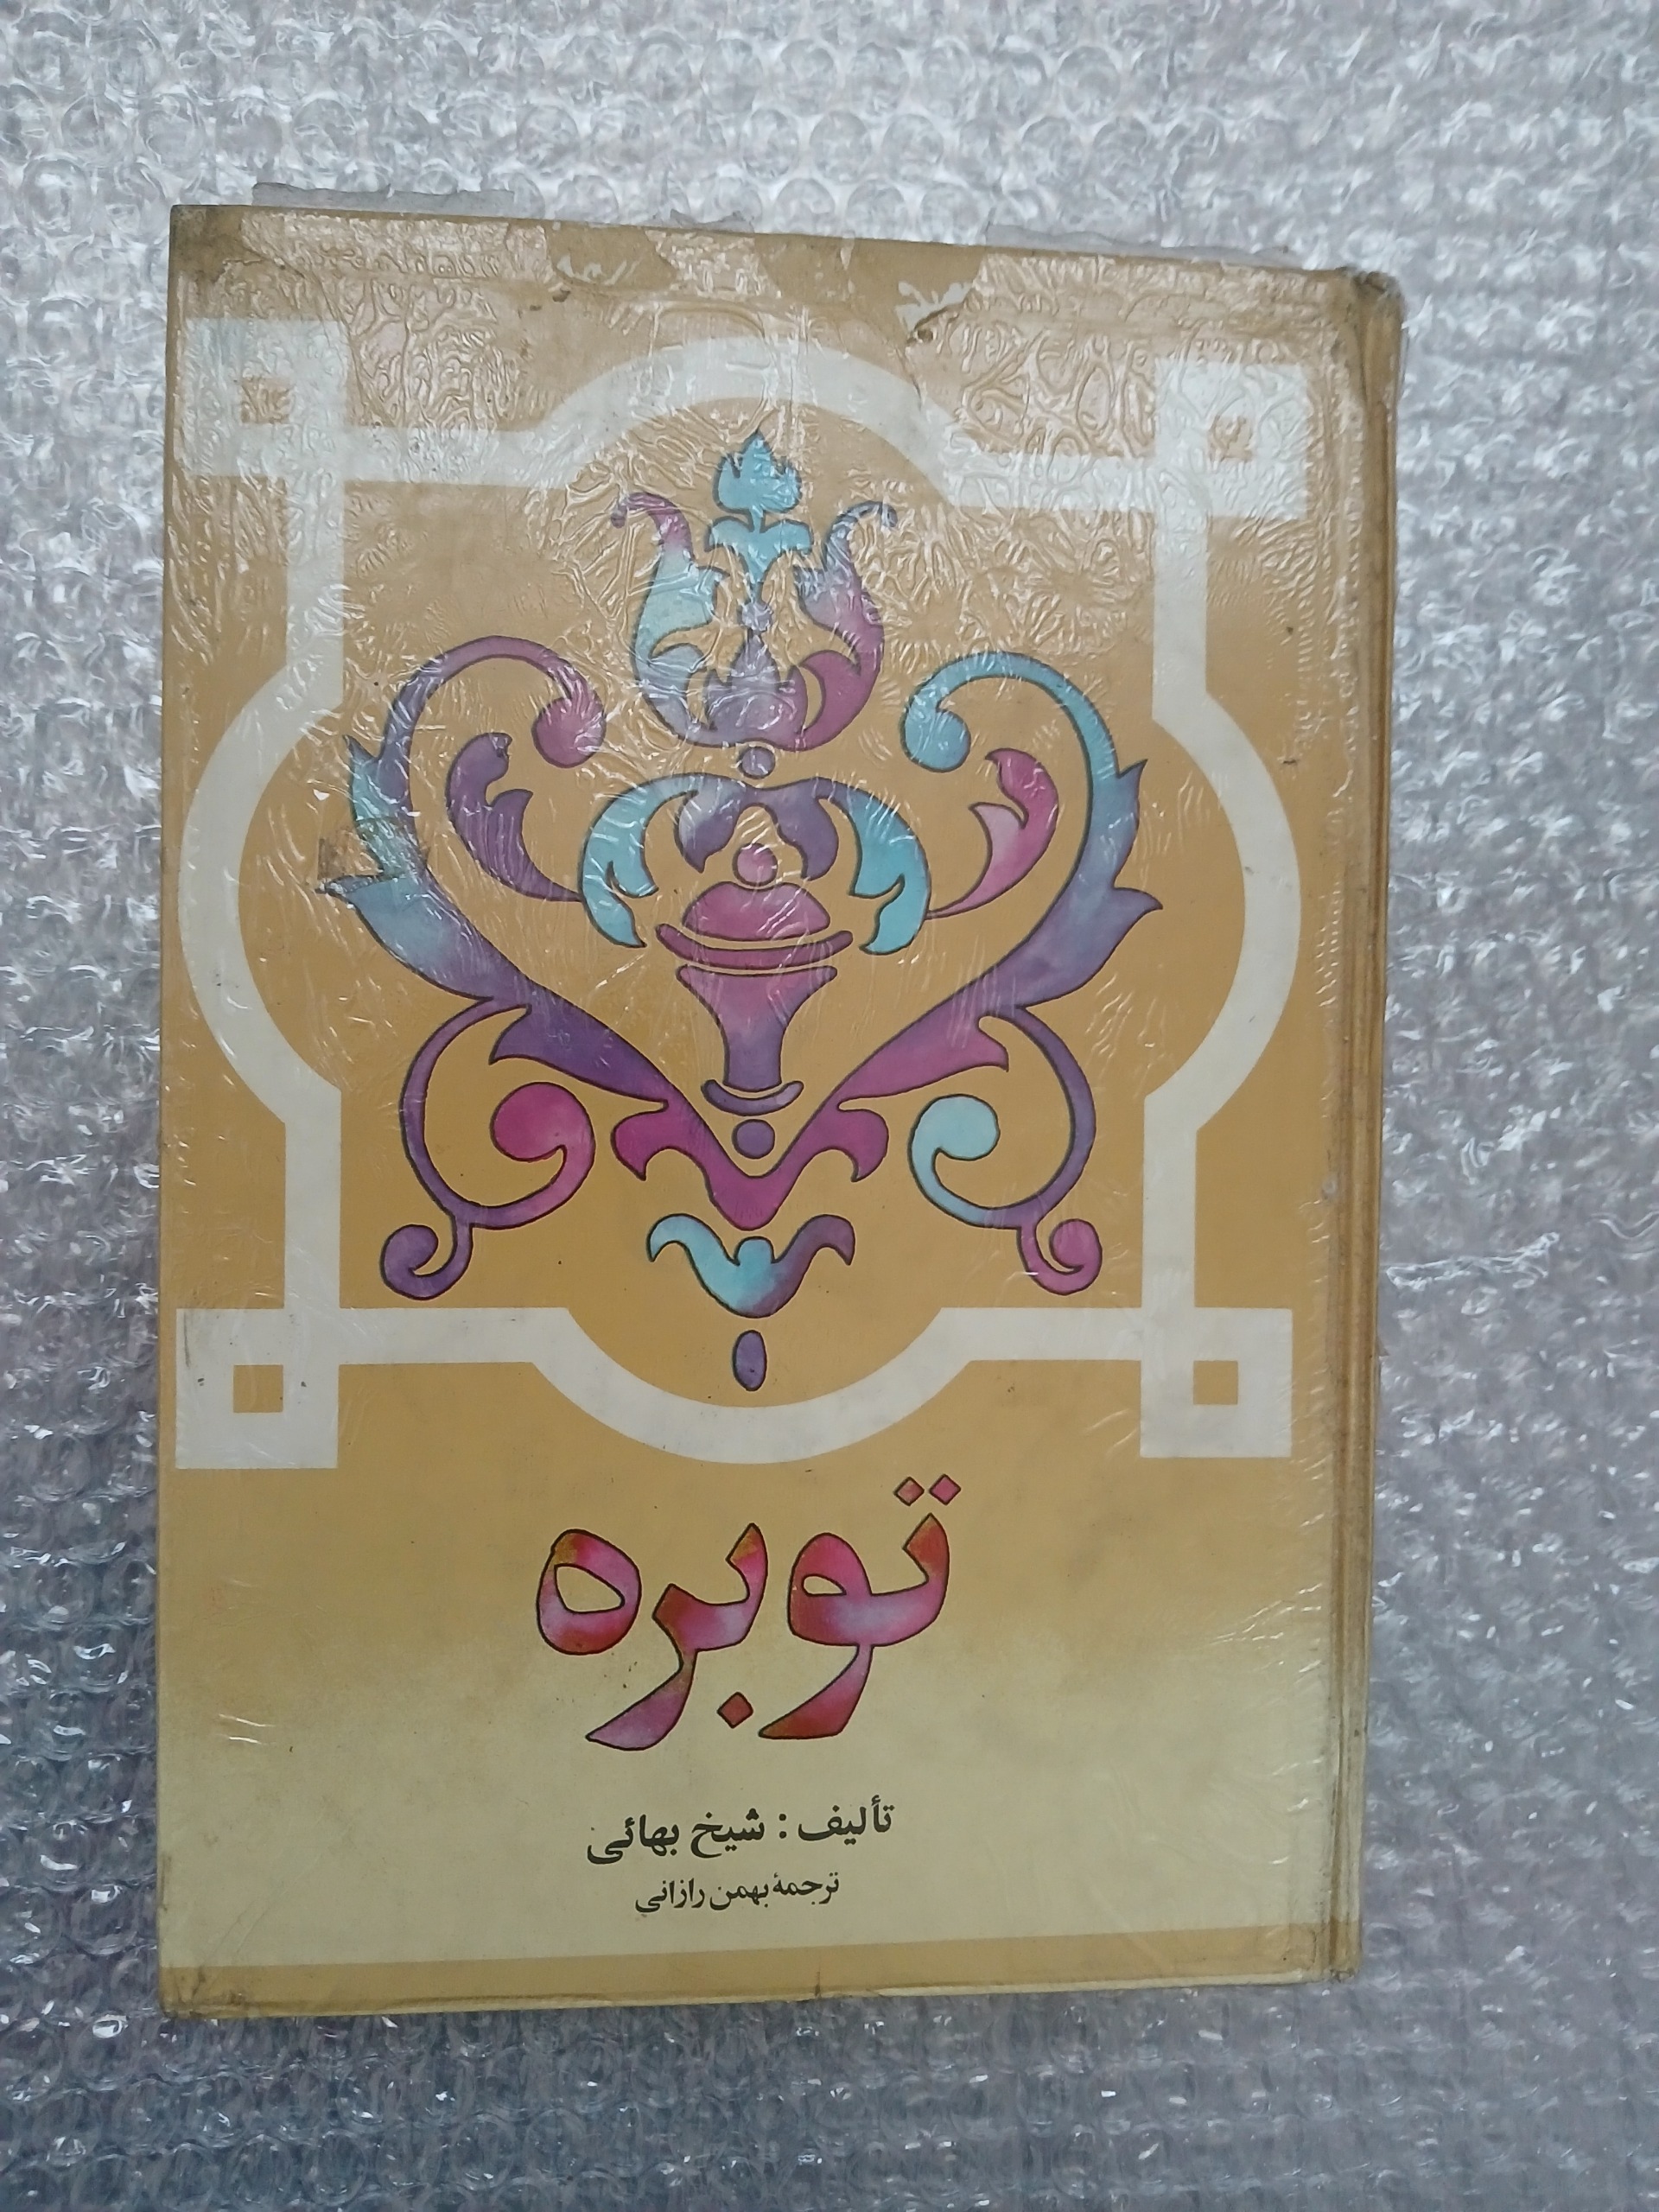 توبره
تألیف : شیخ بهائی
ترجمهٔ بهمن رازانی